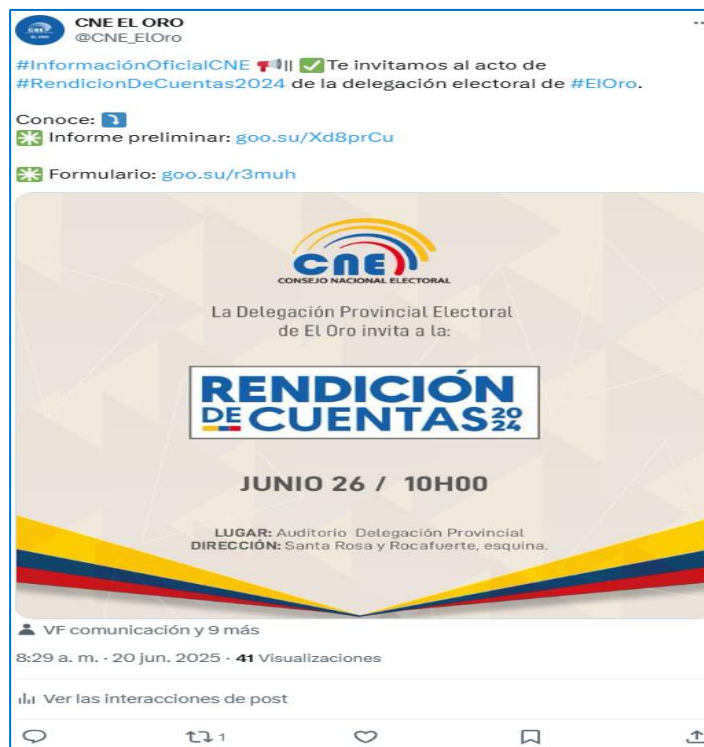 CNE EL ORO
@CNE_ElOro
#InformaciónOficialCNE 📢|| ✅Te invitamos al acto de
#RendicionDeCuentas2024 de la delegación electoral de #ElOro.
Conoce: ⤵️
✳️ Informe preliminar: goo.su/Xd8prCu
✳️ Formulario: goo.su/r3muh
CNE
CONSEJO NACIONAL ELECTORAL
La Delegación Provincial Electoral
de El Oro invita a la:
RENDICIÓN
DE CUENTAS 2024
JUNIO 26 / 10H00
LUGAR: Auditorio Delegación Provincial
DIRECCIÓN: Santa Rosa y Rocafuerte, esquina.
VF comunicación y 9 más
8:29 a. m. · 20 jun. 2025 · 41 Visualizaciones
Ver las interacciones de post
1